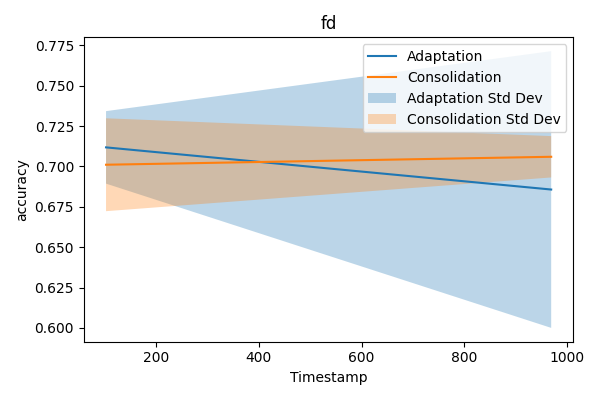 fd
0.775
0.750
0.725
0.700
0.675
0.650
0.625
0.600
accuracy
Adaptation
Consolidation
Adaptation Std Dev
Consolidation Std Dev
200
400
600
800
1000
Timestamp